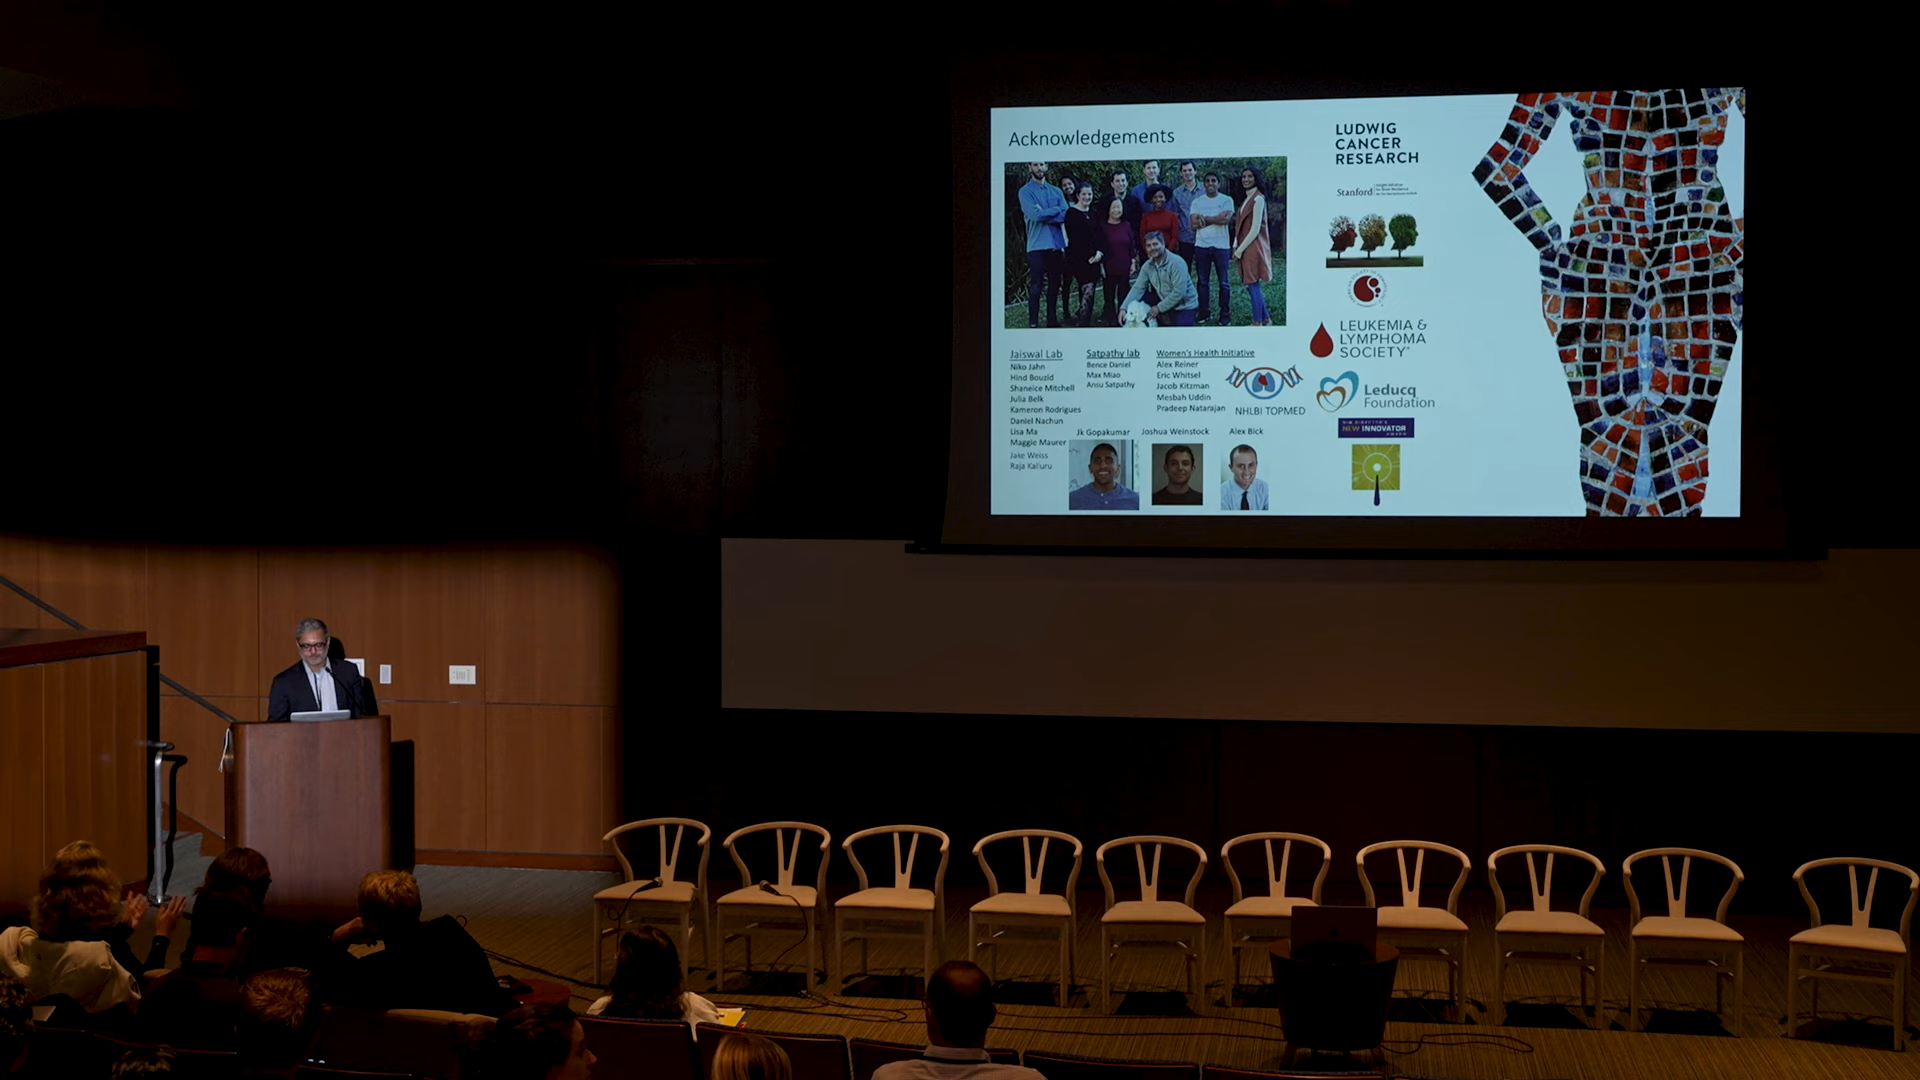 Acknowledgements
LUDWIG
CANCER
RESEARCH
Stanford
LEUKEMIA &
LYMPHOMA
SOCIETY
Leducq
Foundation
NEW INNOVATOR
Jaiswal Lab
Niko Jahn
Hind Bouzid
Shaneice Mitchell
Julia Belk
Kameron Rodrigues
Daniel Nachun
Lisa Ma
Maggie Maurer
Jake Weiss
Raja Kalluru
Satpathy lab
Bence Daniel
Max Miao
Ansu Satpathy
Women's Health Initiative
Alex Reiner
Eric Whitsel
Jacob Kitzman
Mesbah Uddin
Pradeep Natarajan
NHLBI TOPMED
Jk Gopakumar
Joshua Weinstock
Alex Bick